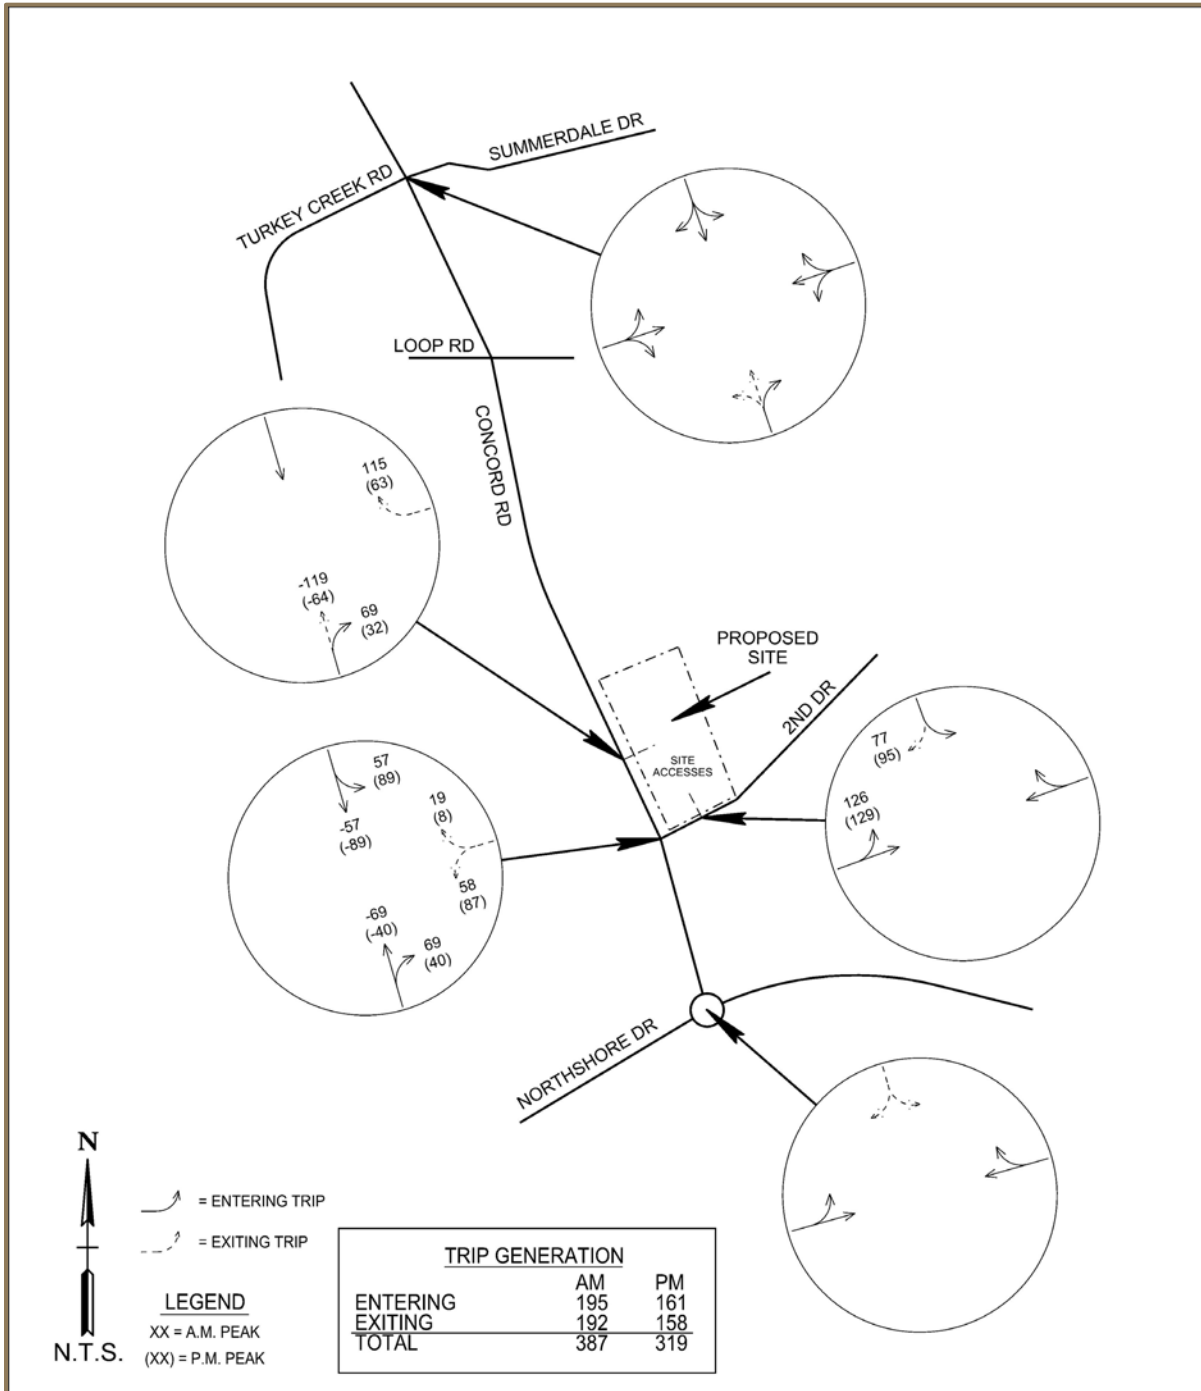 SUMMERDALE DR
TURKEY CREEK RD
LOOP RD
CONCORD RD
115
(63)
-119
(-64)
69
(32)
PROPOSED
SITE
2ND DR
SITE
ACCESSES
77
(95)
126
(129)
57
(89)
-57
(-89)
19
(8)
58
(87)
-69
(-40)
69
(40)
NORTHSHORE DR
N
N.T.S.
= ENTERING TRIP
= EXITING TRIP
LEGEND
XX = A.M. PEAK
(XX) = P.M. PEAK
TRIP GENERATION
AM PM
ENTERING 195 161
EXITING 192 158
TOTAL 387 319